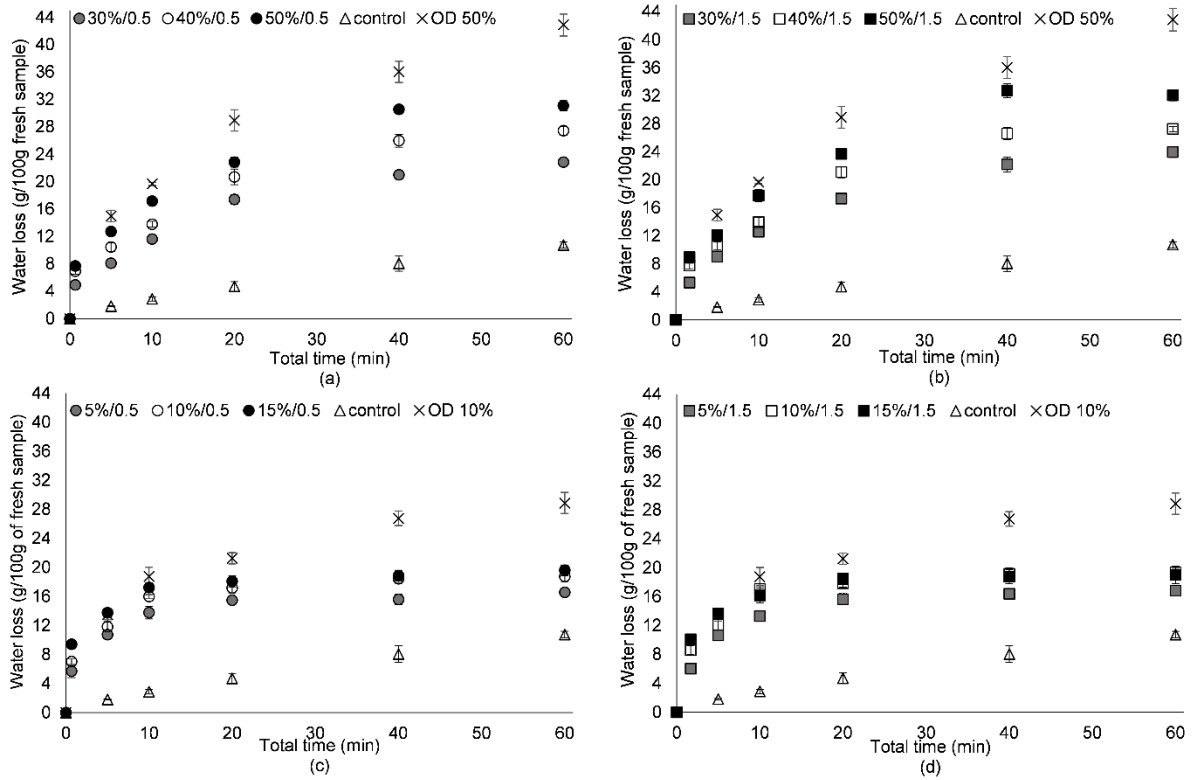 30%/0.5 40%/0.5 50%/0.5 control OD 50%
44
40
36
32
28
24
20
16
12
8
4
0
Water loss (g/100g fresh sample)
0 10 20 30 40 50 60
Total time (min)
(a)
30%/1.5 40%/1.5 50%/1.5 control OD 50%
44
40
36
32
28
24
20
16
12
8
4
0
Water loss (g/100g fresh sample)
0 10 20 30 40 50 60
Total time (min)
(b)
5%/0.5 10%/0.5 15%/0.5 control OD 10%
44
40
36
32
28
24
20
16
12
8
4
0
Water loss (g/100g of fresh sample)
0 10 20 30 40 50 60
Total time (min)
(c)
5%/1.5 10%/1.5 15%/1.5 control OD 10%
44
40
36
32
28
24
20
16
12
8
4
0
Water loss (g/100g of fresh sample)
0 10 20 30 40 50 60
Total time (min)
(d)